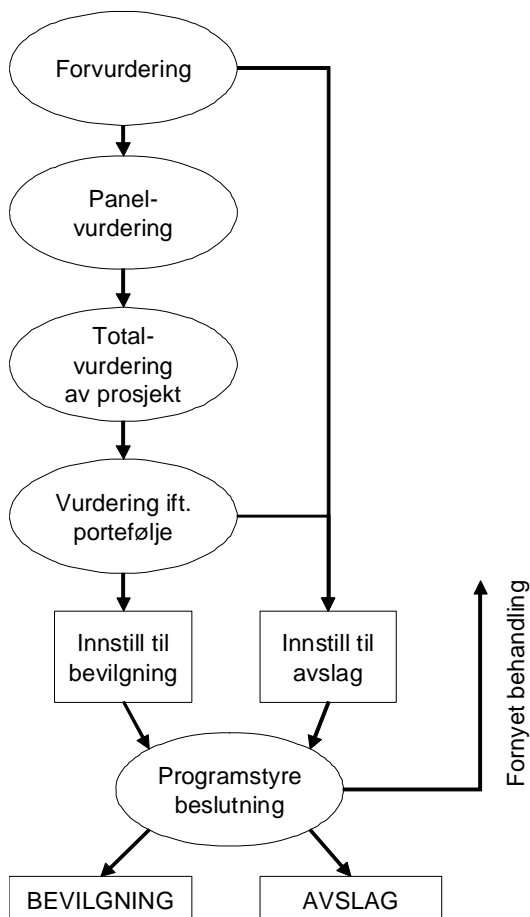 Forvurdering
Panel-
vurdering
Total-
vurdering
av prosjekt
Vurdering ift.
portefølje
Innstill til
bevilgning
Innstill til
avslag
Fornyet behandling
Programstyre
beslutning
BEVILGNING
AVSLAG